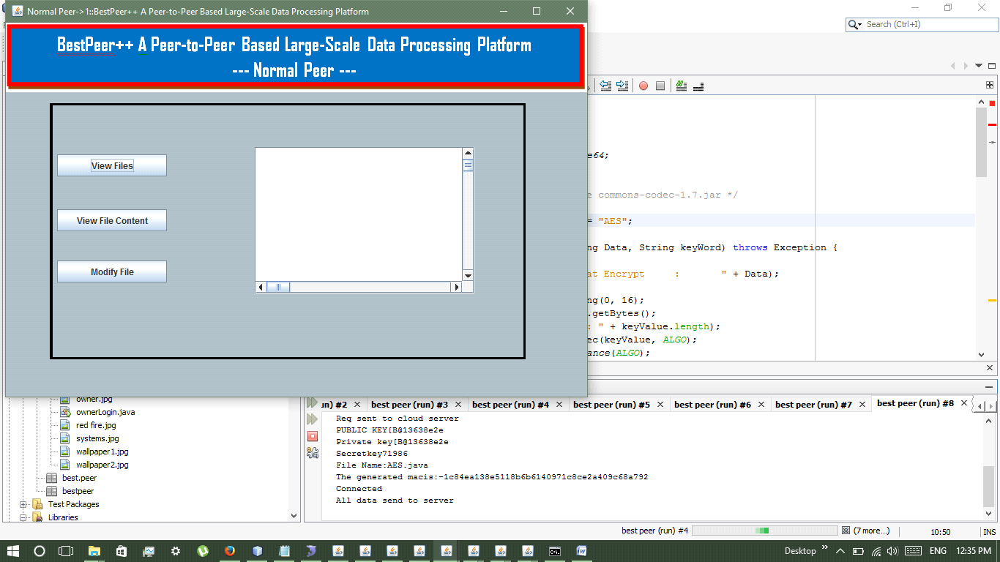 Normal Peer->1::BestPeer++ A Peer-to-Peer Based Large-Scale Data Processing Platform
BestPeer++ A Peer-to-Peer Based Large-Scale Data Processing Platform
--- Normal Peer ---
View Files
View File Content
Modify File
Search (Ctrl+I)
e64;
e commons-codec-1.7.jar */
= "AES";
ng Data, String keyWord) throws Exception {
at Encrypt : " + Data);
ng(0, 16);
.getBytes();
: " + keyValue.length);
ec(keyValue, ALGO);
ance(ALGO);
owner.jpg
ownerLogin.java
red fire.jpg
systems.jpg
wallpaper1.jpg
wallpaper2.jpg
best.peer
bestpeer
Test Packages
Libraries
un) #2
best peer (run) #3
best peer (run) #4
best peer (run) #5
best peer (run) #6
best peer (run) #7
best peer (run) #8
Req sent to cloud server
PUBLIC KEY[B@13638e2e
Private key[B@13638e2e
Secretkey71986
File Name:AES.java
The generated macis:-1c84ea138e5118b6b6140971c8ce2a409c68a792
Connected
All data send to server
best peer (run) #4
(7 more...)
10:50
INS
Desktop
ENG
12:35 PM